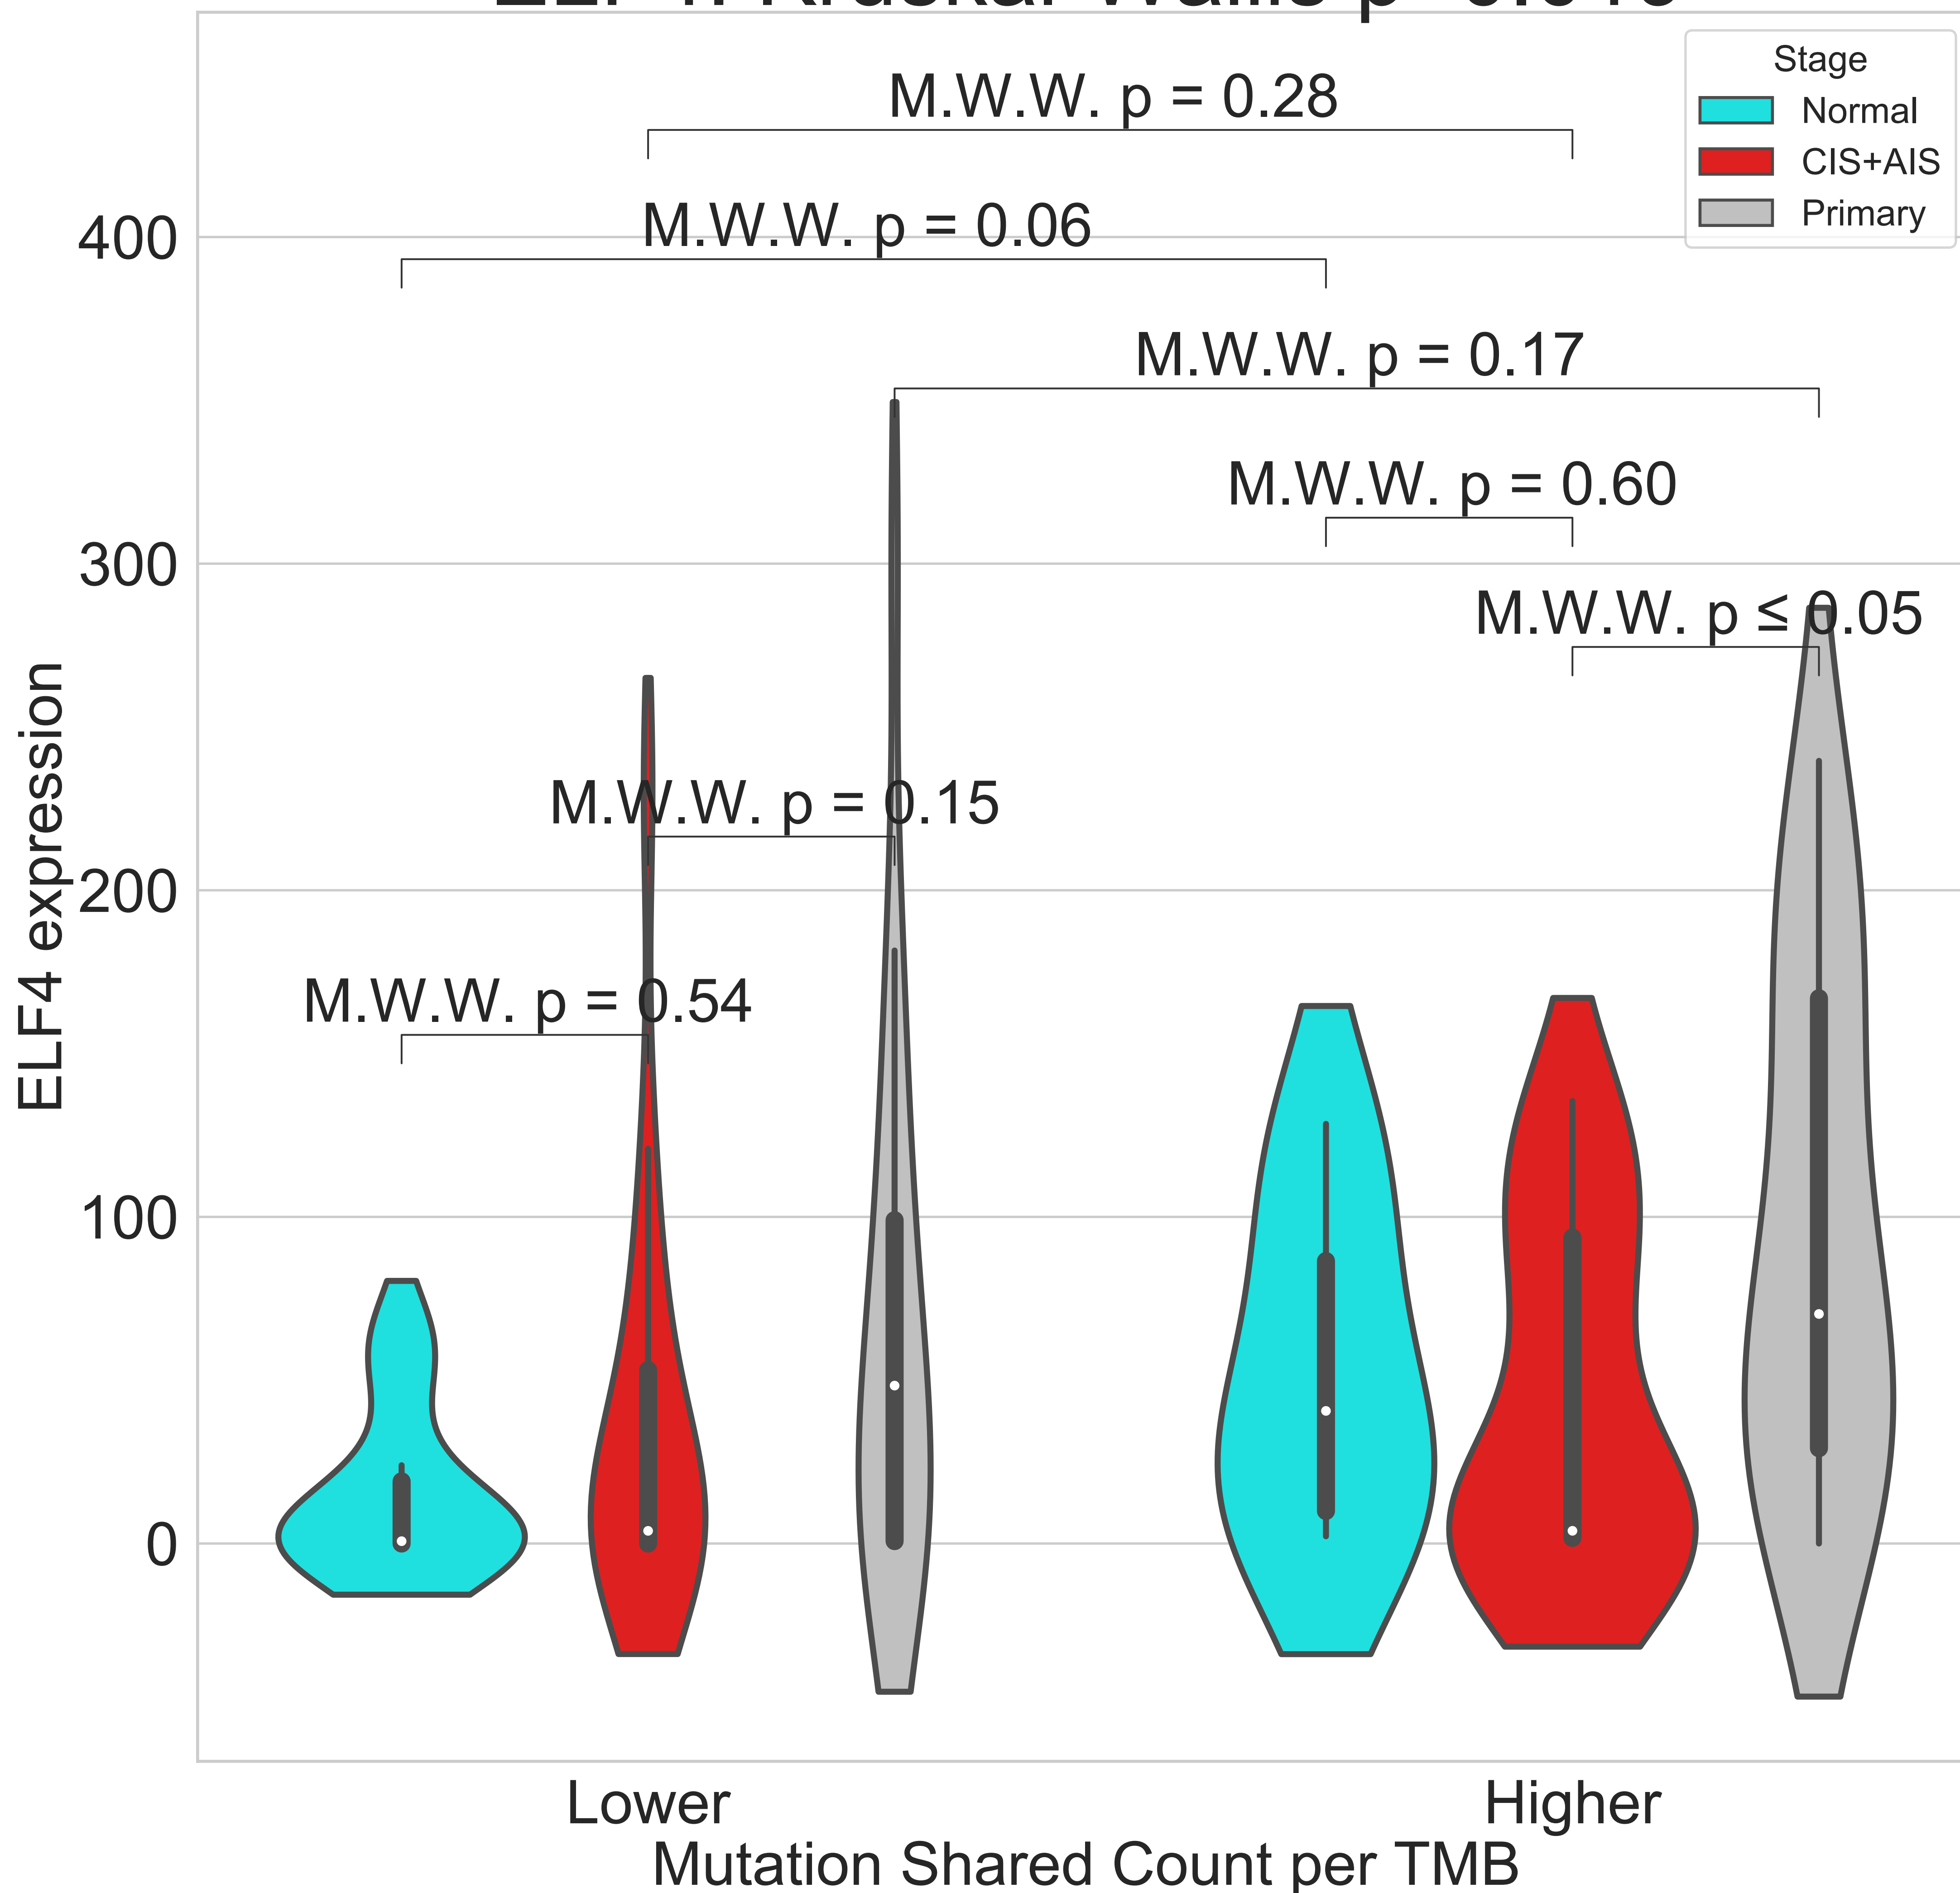 Stage
Normal
CIS+AIS
Primary
M.W.W. p = 0.28
M.W.W. p = 0.06
M.W.W. p = 0.17
M.W.W. p = 0.60
M.W.W. p ≤ 0.05
M.W.W. p = 0.15
M.W.W. p = 0.54
400
300
200
100
0
ELF4 expression
Lower
Higher
Mutation Shared Count per TMB